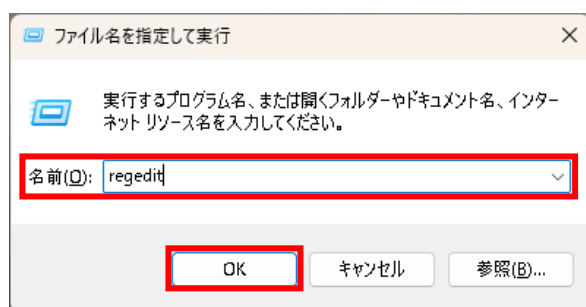 ファイル名を指定して実行
実行するプログラム名、または開くフォルダーやドキュメント名、インター
ネット リソース名を入力してください。
名前(O): regedit
OK キャンセル 参照(B)...